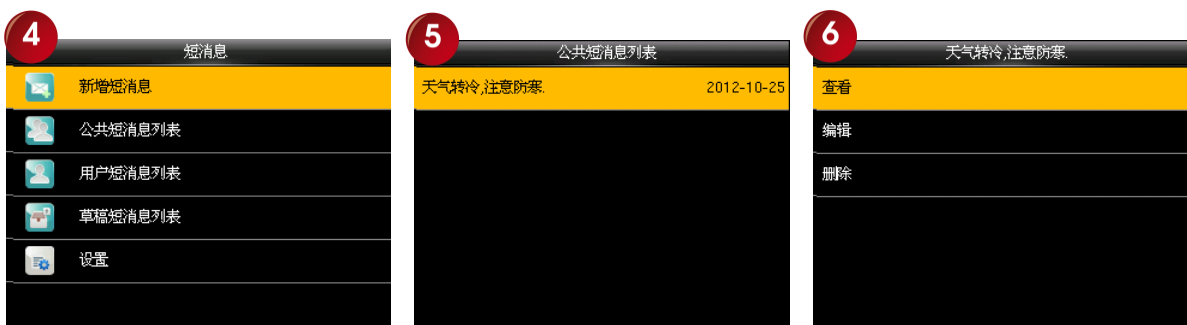 4
短消息
新增短消息
公共短消息列表
用户短消息列表
草稿短消息列表
设置
5
公共短消息列表
天气转冷,注意防寒. 2012-10-25
6
天气转冷,注意防寒.
查看
编辑
删除